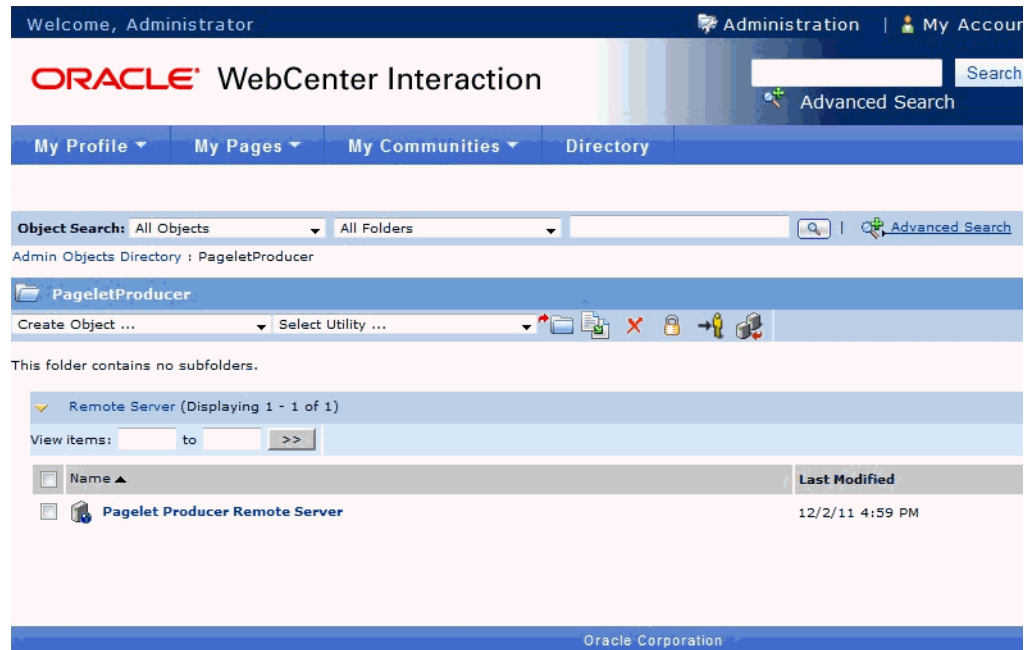 Welcome, Administrator
Administration | My Accoun
ORACLE WebCenter Interaction
Search
Advanced Search
My Profile My Pages My Communities Directory
Object Search: All Objects All Folders | Advanced Search
Admin Objects Directory : PageletProducer
PageletProducer
Create Object ... Select Utility ...
This folder contains no subfolders.
Remote Server (Displaying 1 - 1 of 1)
View items: to >>
Name Last Modified
Pagelet Producer Remote Server 12/2/11 4:59 PM
Oracle Corporation